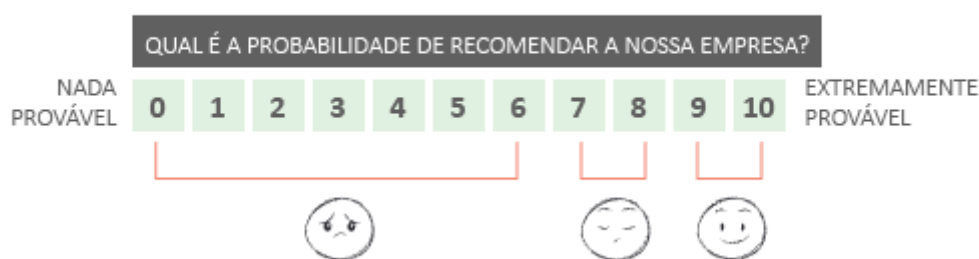 QUAL É A PROBABILIDADE DE RECOMENDAR A NOSSA EMPRESA?
NADA
PROVÁVEL
0 1 2 3 4 5 6 7 8 9 10
EXTREMAMENTE
PROVÁVEL